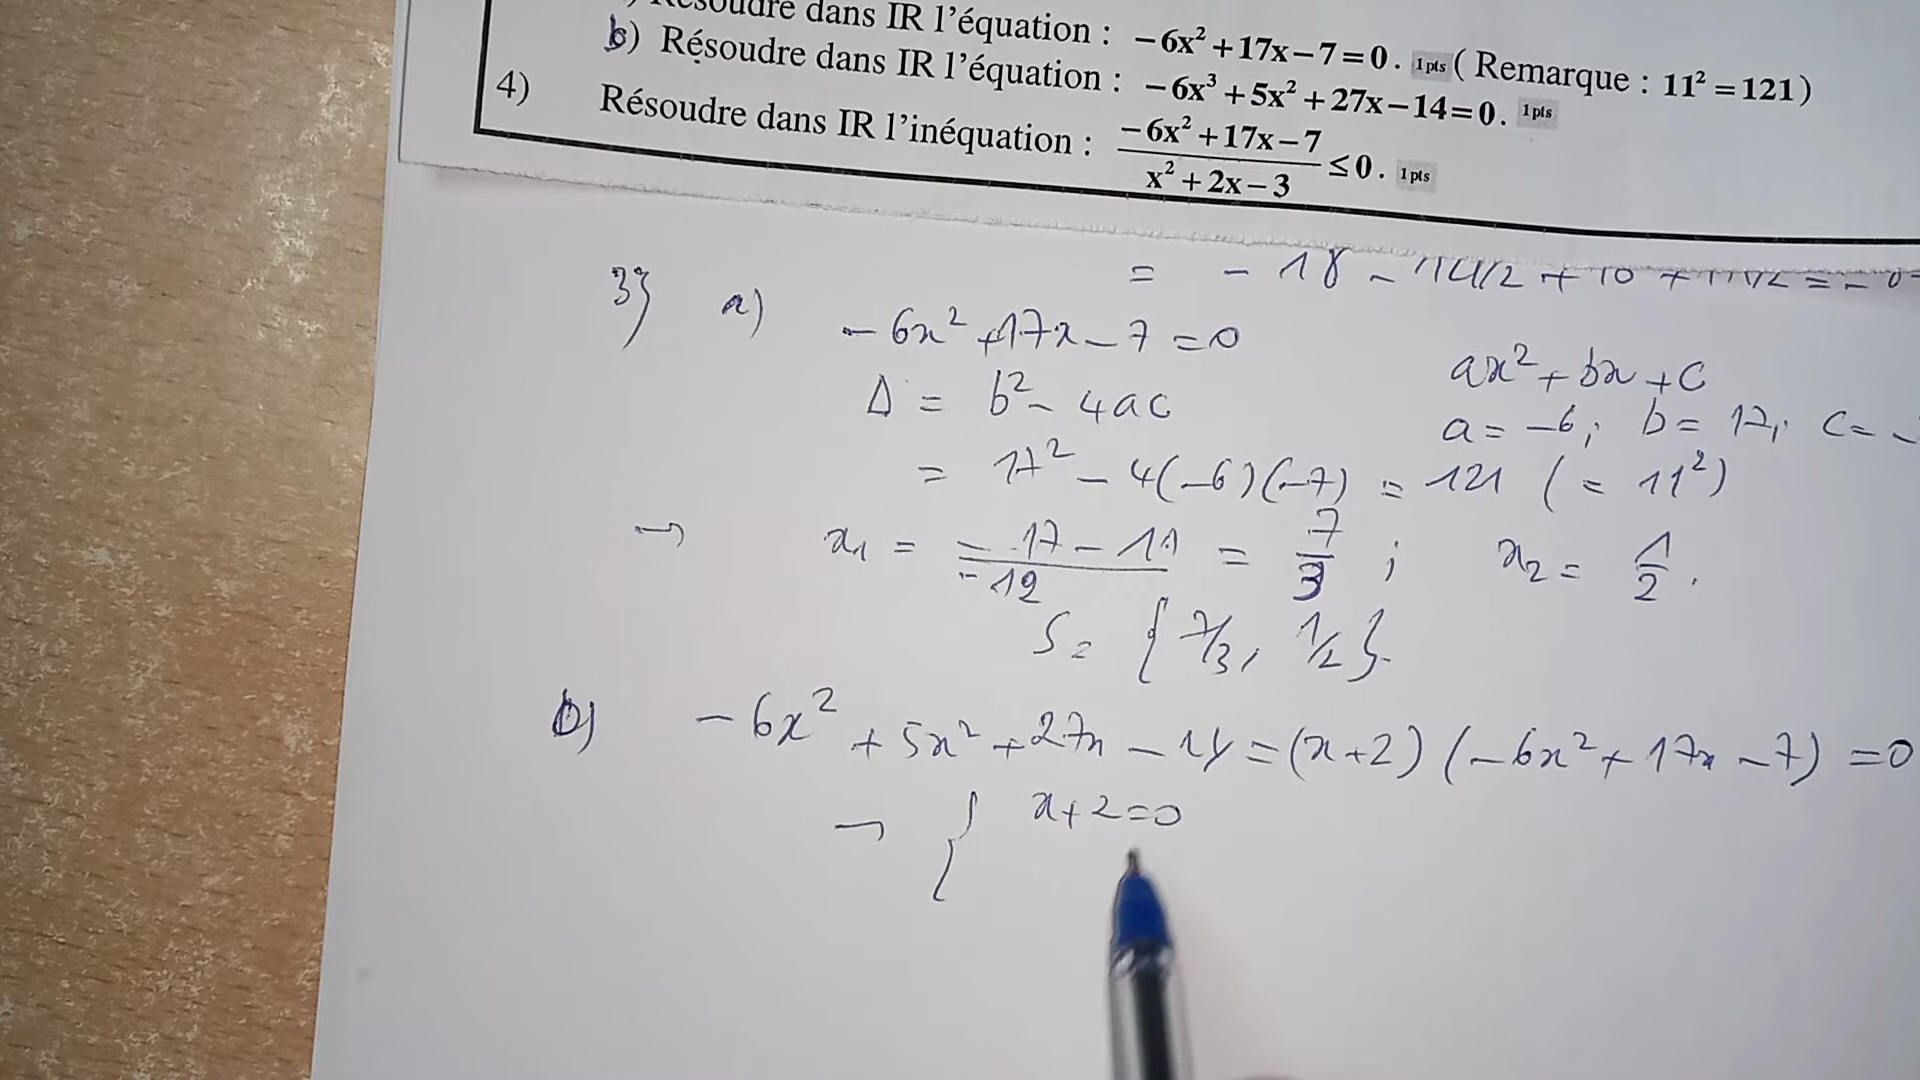 Résoudre dans IR l'équation : −6x²+17x−7=0. 1pts ( Remarque : 11²=121)
b) Résoudre dans IR l'équation : −6x³+5x²+27x−14=0. 1pts
4) Résoudre dans IR l'inéquation : (−6x²+17x−7)/(x²+2x−3) ≤0. 1pts
= - 18 -
3} a) - 6x² + 17x - 7 = 0
ax² + bx + c
Δ = b² - 4ac
a = -6; b = 17, c = -
= 17² - 4(-6)(-7) = 121 (= 11²)
→ x₁ = (-17 - 11)/(-12) = 7/3 ; x₂ = 1/2.
S = { 7/3, 1/2 }.
b) - 6x² + 5x² + 27x - 14 = (x+2) (-6x² + 17x - 7) = 0
→ { x + 2 = 0